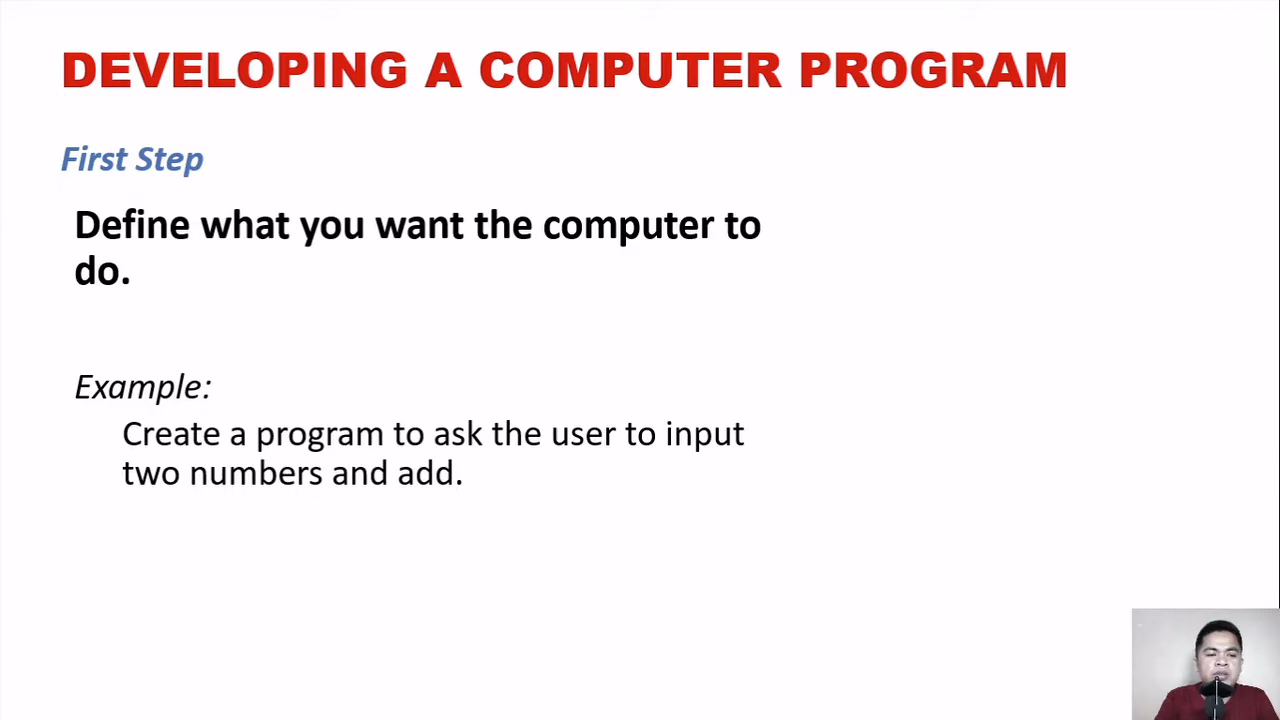 DEVELOPING A COMPUTER PROGRAM
First Step
Define what you want the computer to
do.
Example:
Create a program to ask the user to input
two numbers and add.